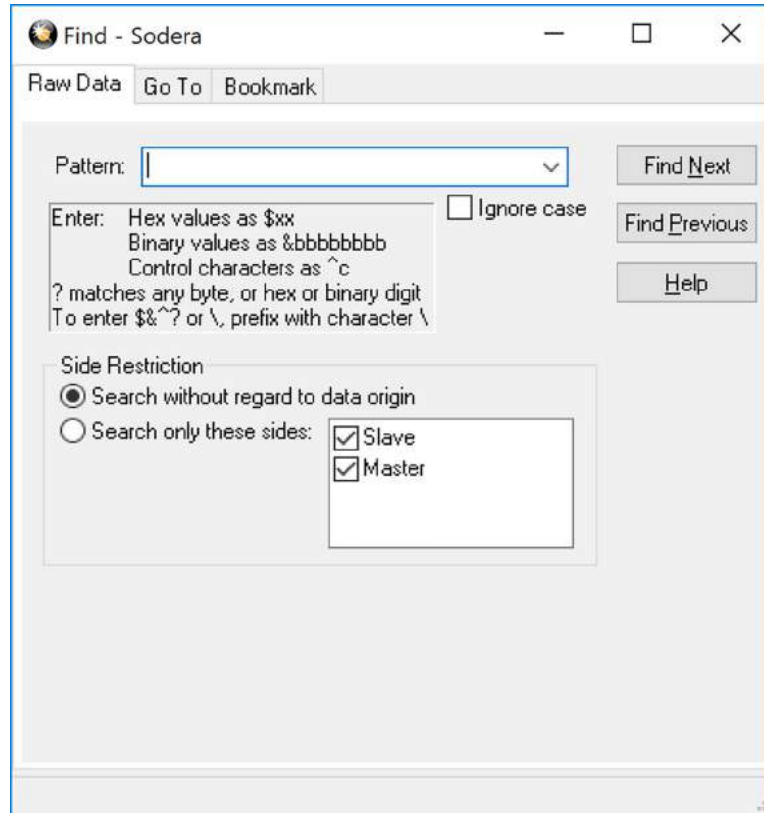 Find - Sodera
Raw Data Go To Bookmark
Pattern: Find Next
Ignore case
Enter: Hex values as $xx
Binary values as &bbbbbbbb
Control characters as ^c
? matches any byte, or hex or binary digit
To enter $&^? or \, prefix with character \
Find Previous
Help
Side Restriction
Search without regard to data origin
Search only these sides:
Slave
Master